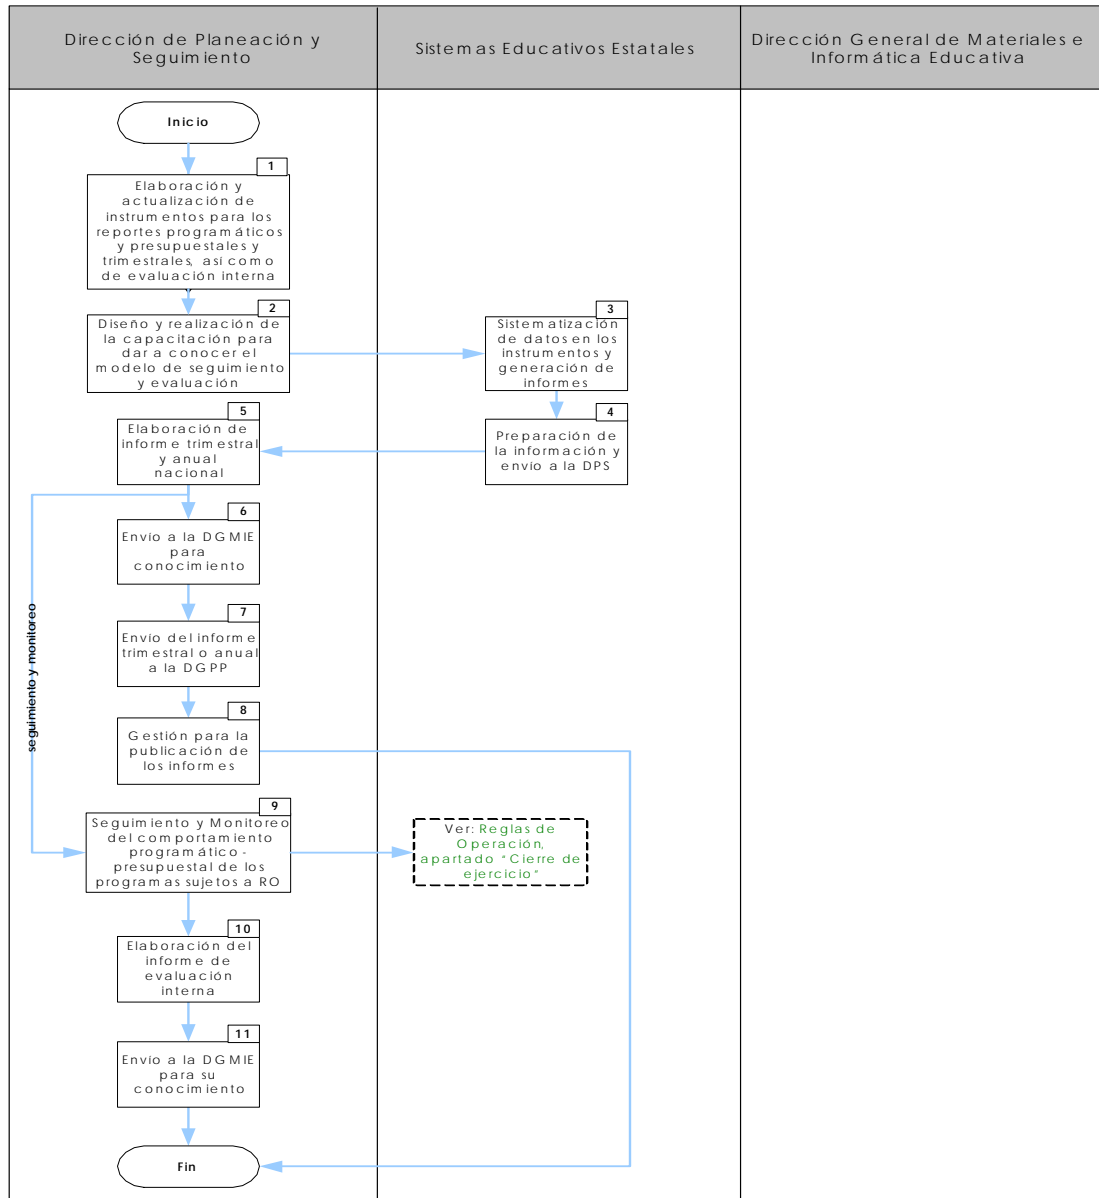 Dirección de Planeación y
Seguimiento
Sistemas Educativos Estatales
Dirección General de Materiales e
Informática Educativa
Inicio
1
Elaboración y
actualización de
instrumentos para los
reportes programáticos
y presupuestales y
trimestrales, así como
de evaluación interna
2
Diseño y realización de
la capacitación para
dar a conocer el
modelo de seguimiento
y evaluación
3
Sistematización
de datos en los
instrumentos y
generación de
informes
4
Preparación de
la información y
envío a la DPS
5
Elaboración de
informe trimestral
y anual
nacional
6
Envío a la DGMIE
para
conocimiento
7
Envío del informe
trimestral o anual
a la DGPP
8
Gestión para la
publicación de
los informes
seguimiento y monitoreo
9
Seguimiento y Monitoreo
del comportamiento
programático -
presupuestal de los
programas sujetos a RO
Ver: Reglas de
Operación,
apartado "Cierre de
ejercicio"
10
Elaboración del
informe de
evaluación
interna
11
Envío a la DGMIE
para su
conocimiento
Fin